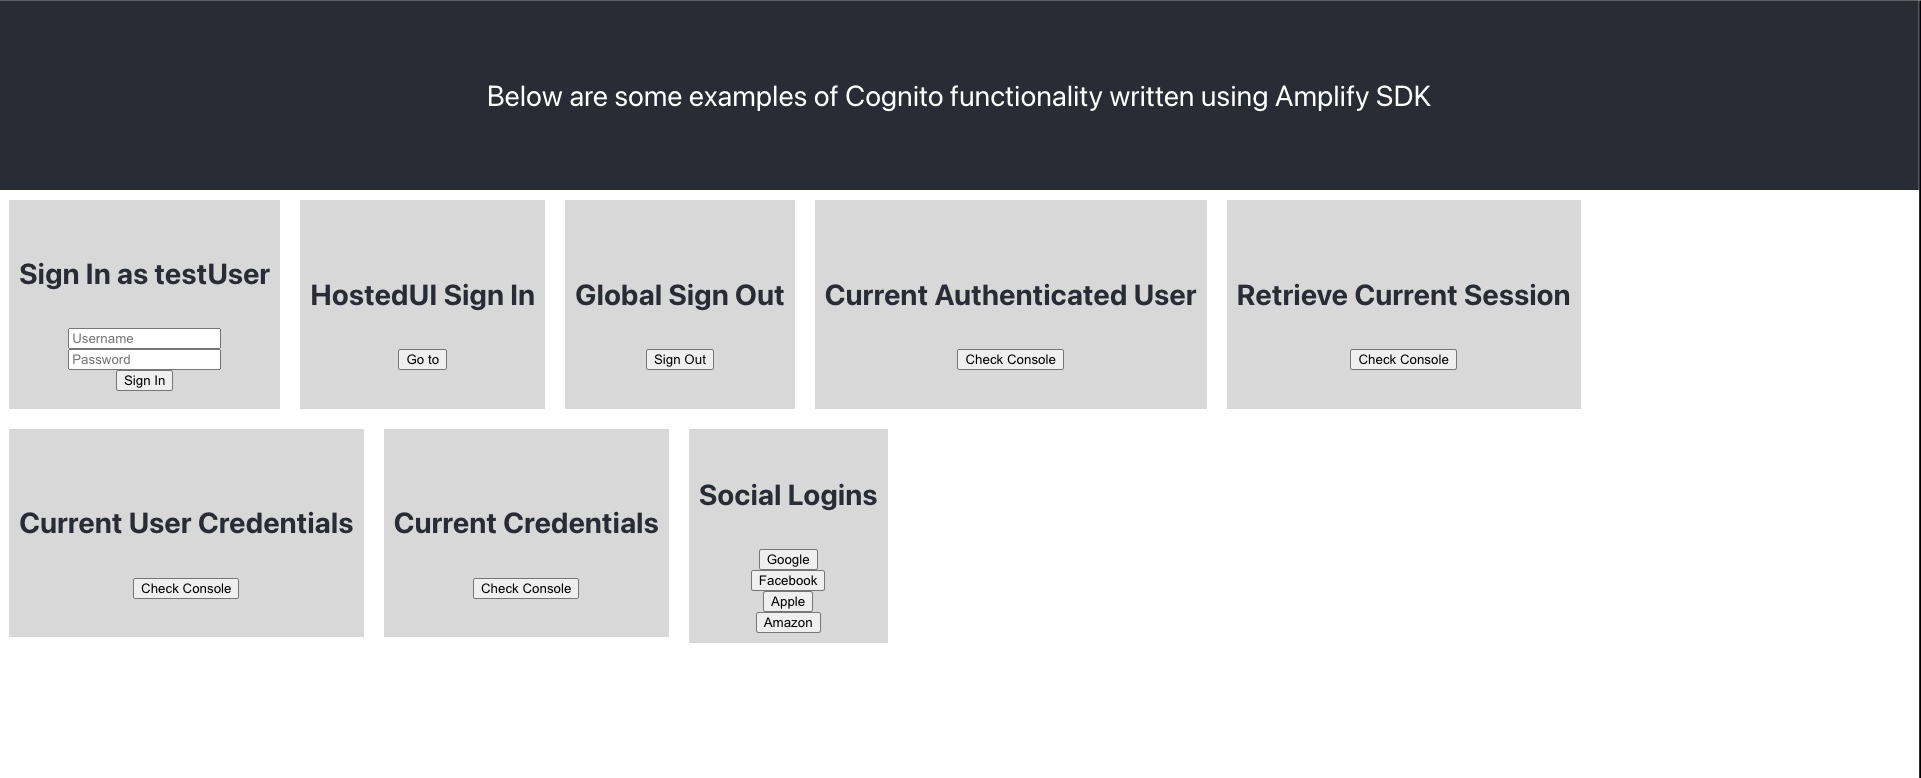 Below are some examples of Cognito functionality written using Amplify SDK
Sign In as testUser
Username
Password
Sign In
HostedUI Sign In
Go to
Global Sign Out
Sign Out
Current Authenticated User
Check Console
Retrieve Current Session
Check Console
Current User Credentials
Check Console
Current Credentials
Check Console
Social Logins
Google
Facebook
Apple
Amazon